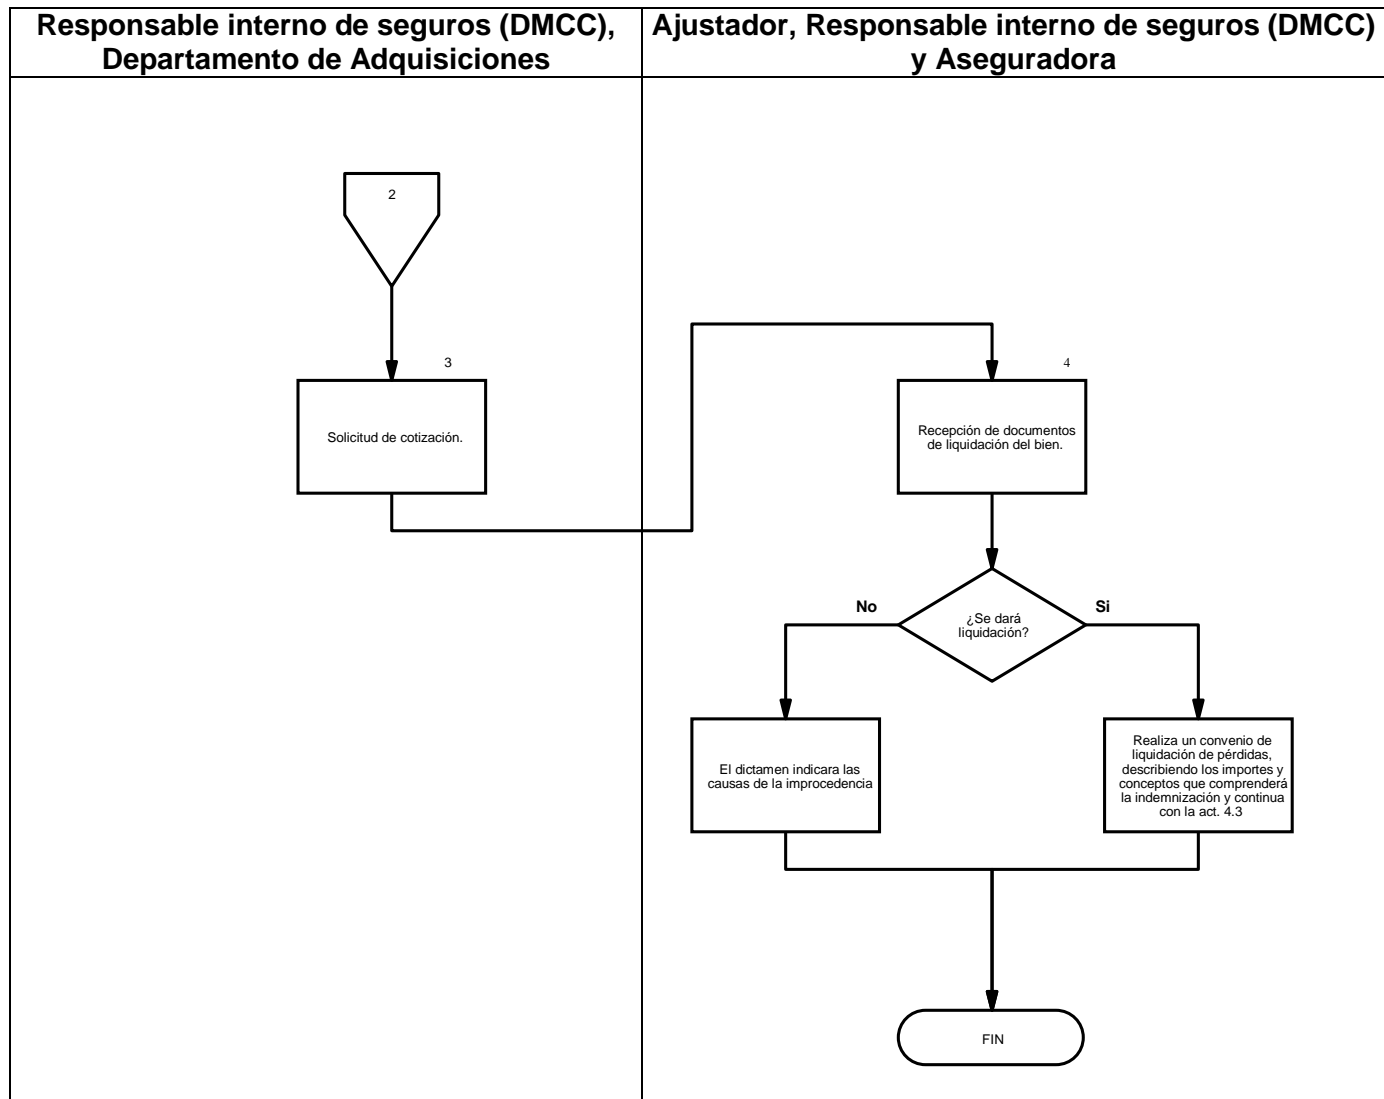 Responsable interno de seguros (DMCC),
Departamento de Adquisiciones
Ajustador, Responsable interno de seguros (DMCC)
y Aseguradora
2
3
Solicitud de cotización.
4
Recepción de documentos
de liquidación del bien.
¿Se dará
liquidación?
No
Si
El dictamen indicara las
causas de la improcedencia
Realiza un convenio de
liquidación de pérdidas,
describiendo los importes y
conceptos que comprenderá
la indemnización y continua
con la act. 4.3
FIN